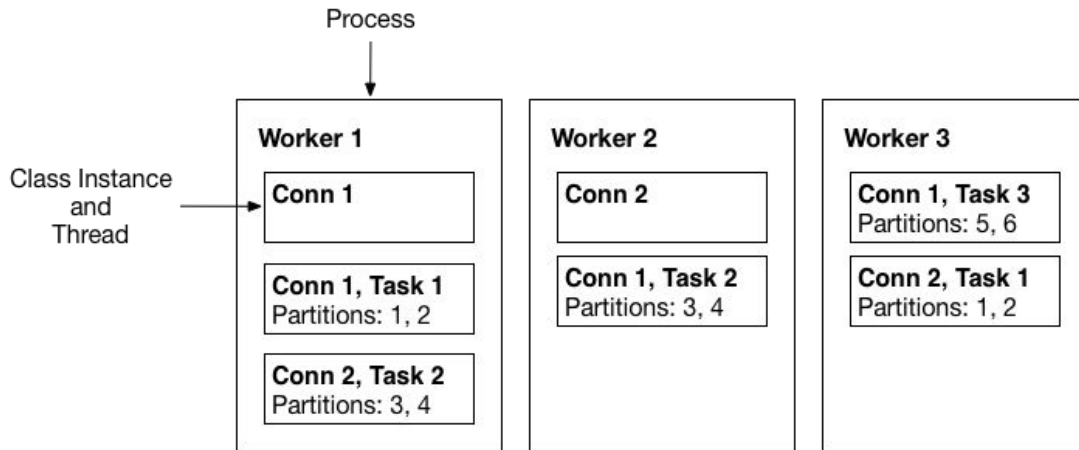 Process
Class Instance
and
Thread
Worker 1
Conn 1
Conn 1, Task 1
Partitions: 1, 2
Conn 2, Task 2
Partitions: 3, 4
Worker 2
Conn 2
Conn 1, Task 2
Partitions: 3, 4
Worker 3
Conn 1, Task 3
Partitions: 5, 6
Conn 2, Task 1
Partitions: 1, 2